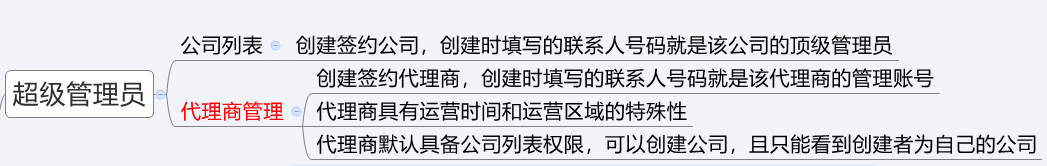 公司列表 创建签约公司，创建时填写的联系人号码就是该公司的顶级管理员
创建签约代理商，创建时填写的联系人号码就是该代理商的管理账号
超级管理员
代理商管理 代理商具有运营时间和运营区域的特殊性
代理商默认具备公司列表权限，可以创建公司，且只能看到创建者为自己的公司